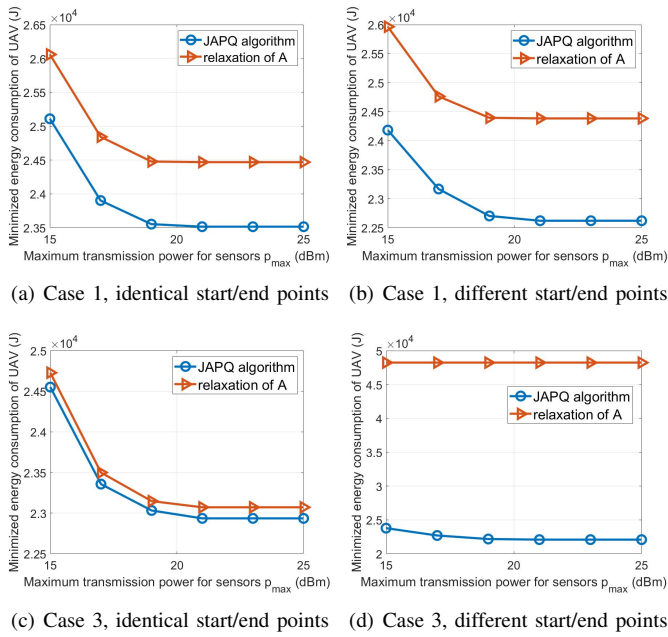 ×10⁴
Minimized energy consumption of UAV (J)
2.65
2.6
2.55
2.5
2.45
2.4
2.35
15 20 25
JAPQ algorithm
relaxation of A
Maximum transmission power for sensors p_max (dBm)
×10⁴
Minimized energy consumption of UAV (J)
2.6
2.55
2.5
2.45
2.4
2.35
2.3
2.25
15 20 25
JAPQ algorithm
relaxation of A
Maximum transmission power for sensors p_max (dBm)
(a) Case 1, identical start/end points
(b) Case 1, different start/end points
×10⁴
Minimized energy consumption of UAV (J)
2.5
2.45
2.4
2.35
2.3
2.25
15 20 25
JAPQ algorithm
relaxation of A
Maximum transmission power for sensors p_max (dBm)
×10⁴
Minimized energy consumption of UAV (J)
5
4.5
4
3.5
3
2.5
2
15 20 25
JAPQ algorithm
relaxation of A
Maximum transmission power for sensors p_max (dBm)
(c) Case 3, identical start/end points
(d) Case 3, different start/end points